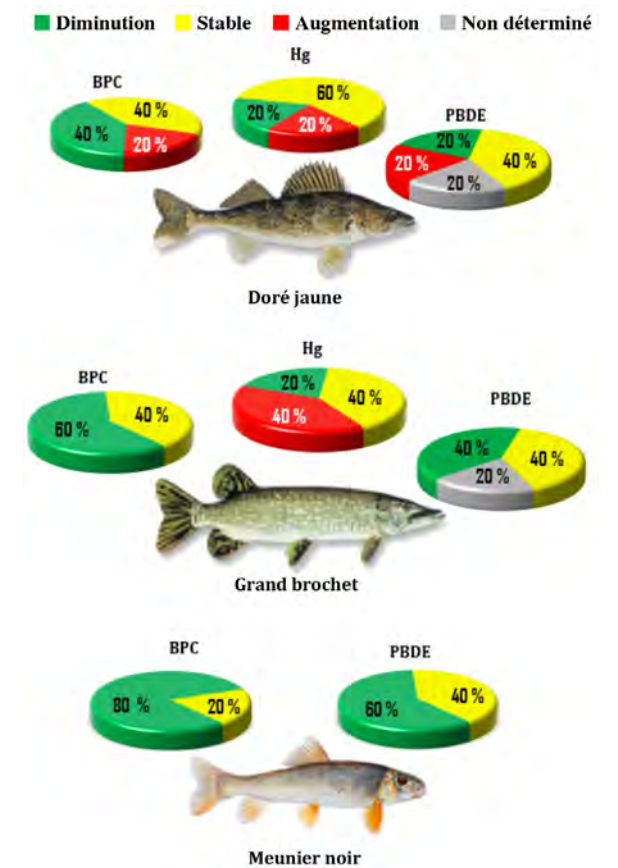 Diminution Stable Augmentation Non déterminé
Hg
BPC
60 %
40 %
20 %
40 %
20 %
20 %
PBDE
20 %
20 %
40 %
20 %
Doré jaune
Hg
BPC
20 %
40 %
PBDE
40 %
40 %
60 %
40 %
40 %
20 %
Grand brochet
BPC
PBDE
80 %
20 %
40 %
60 %
Meunier noir